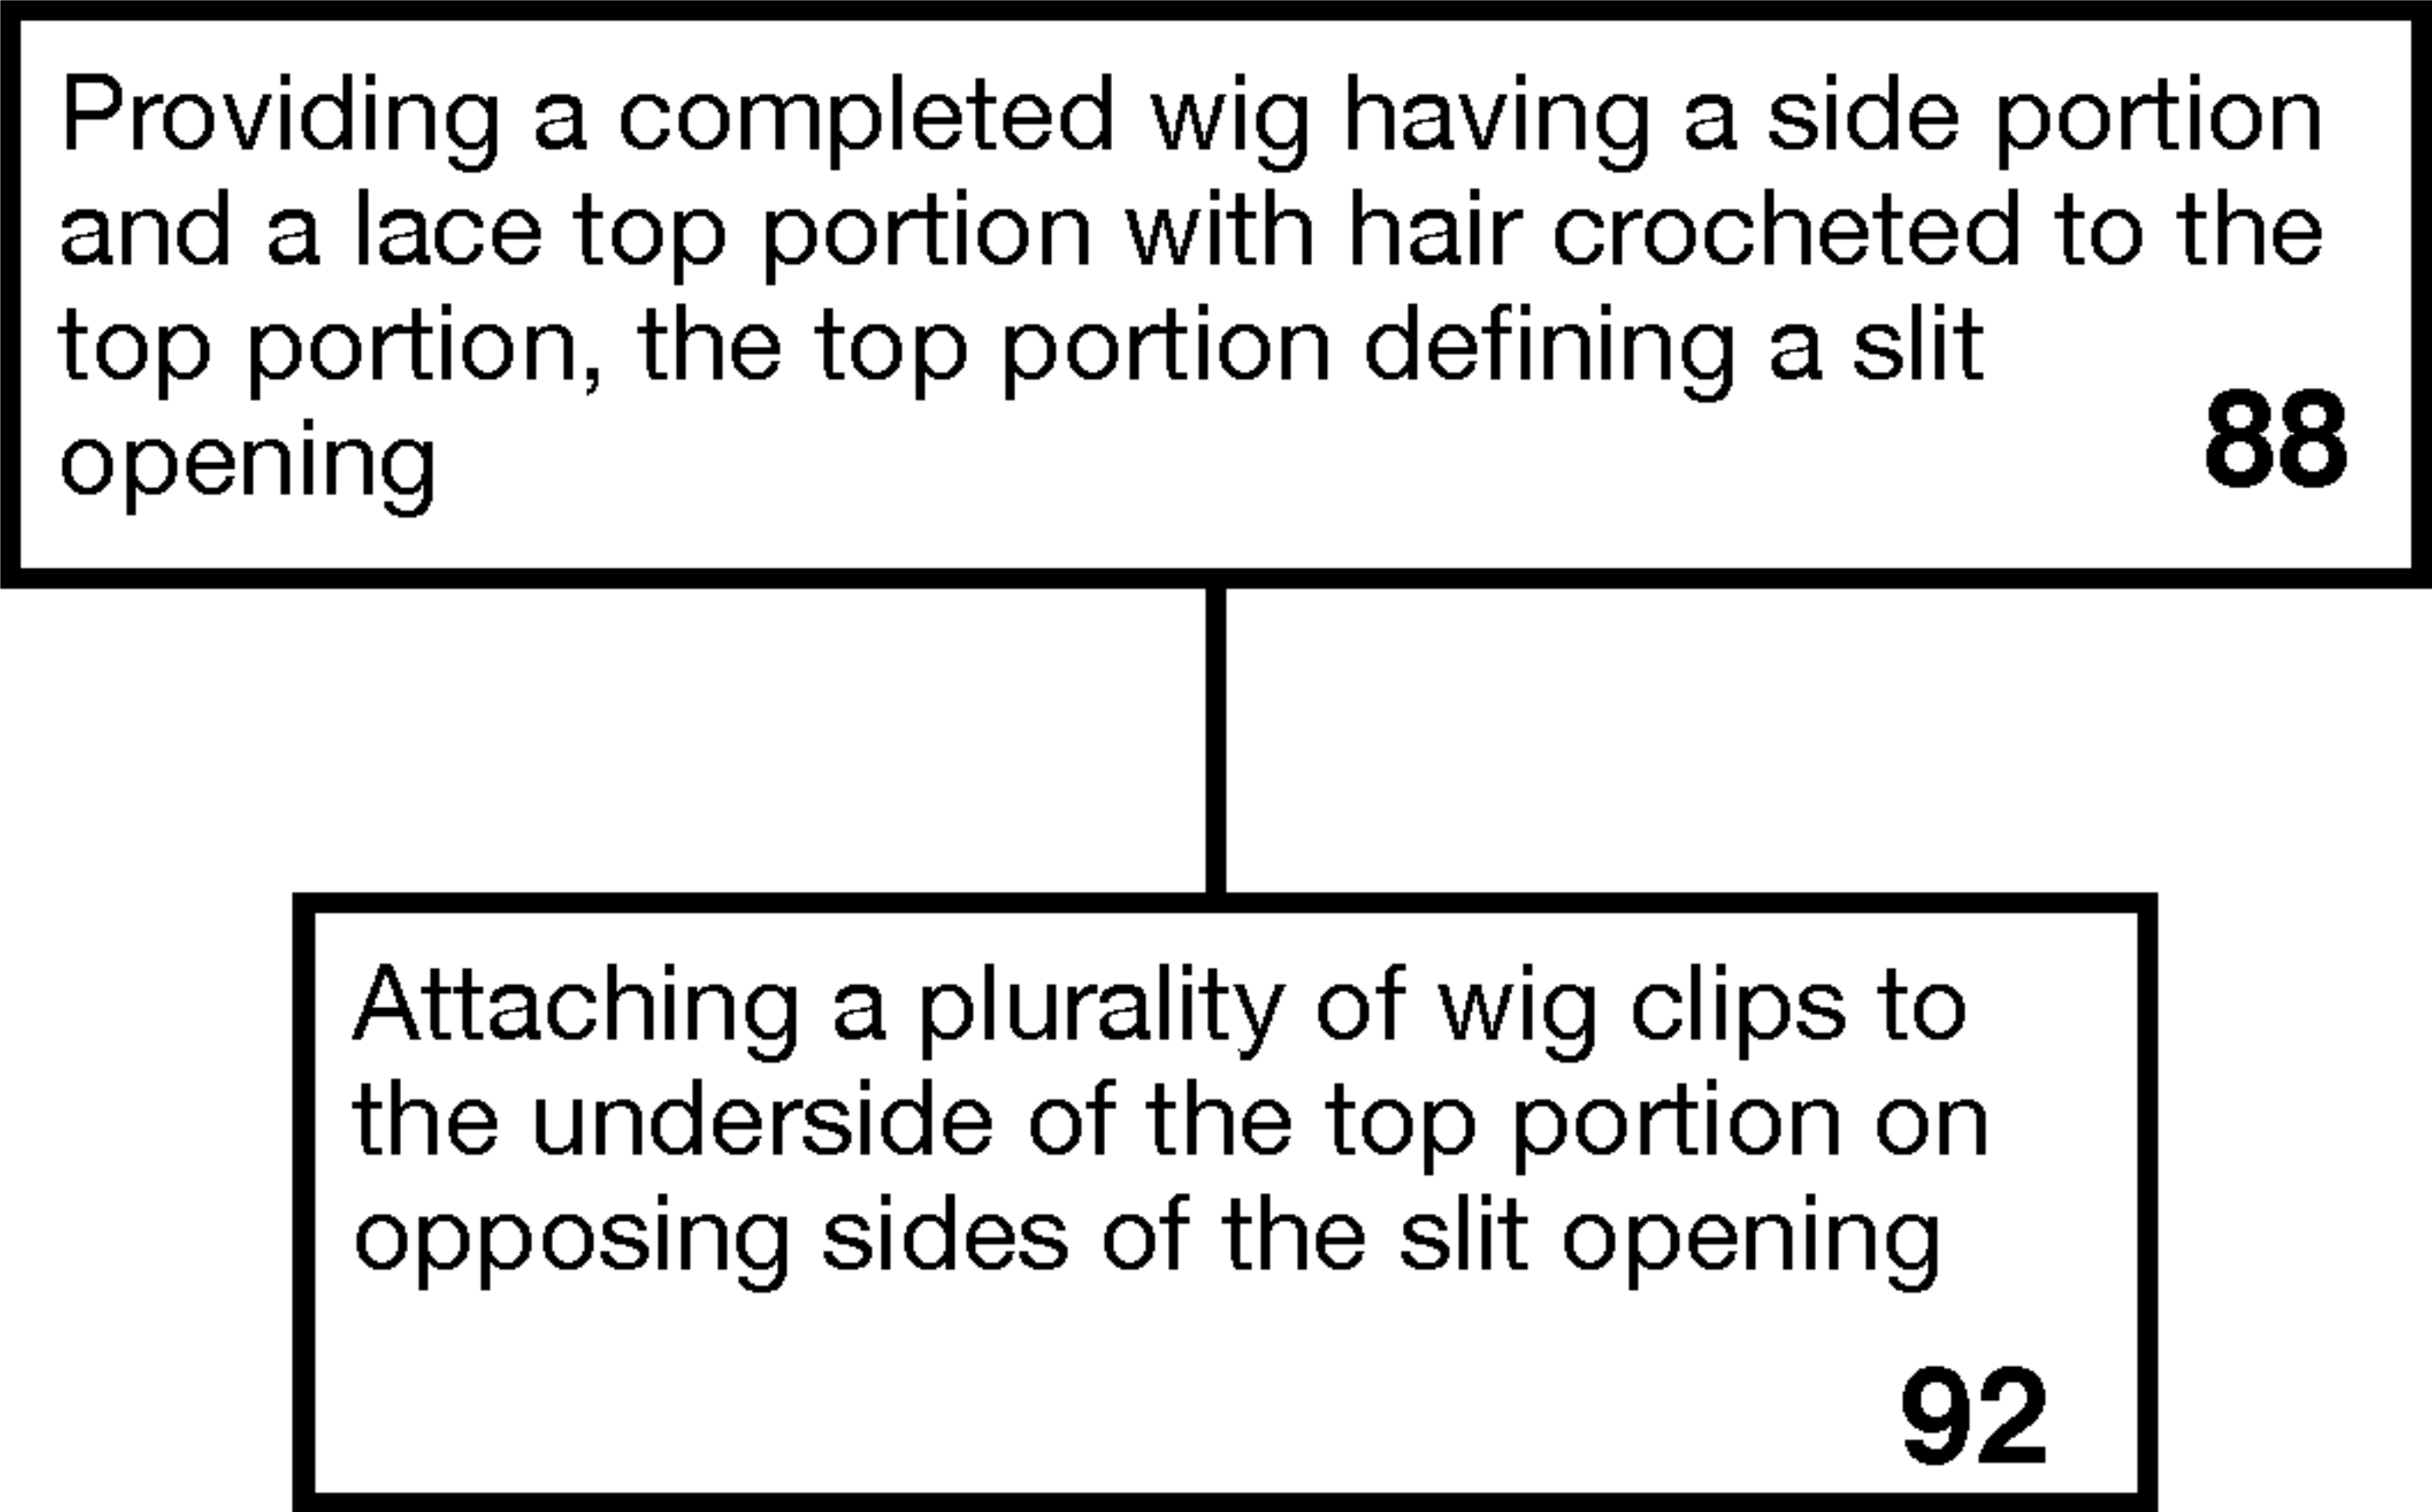 Providing a completed wig having a side portion
and a lace top portion with hair crocheted to the
top portion, the top portion defining a slit
opening
88
Attaching a plurality of wig clips to
the underside of the top portion on
opposing sides of the slit opening
92